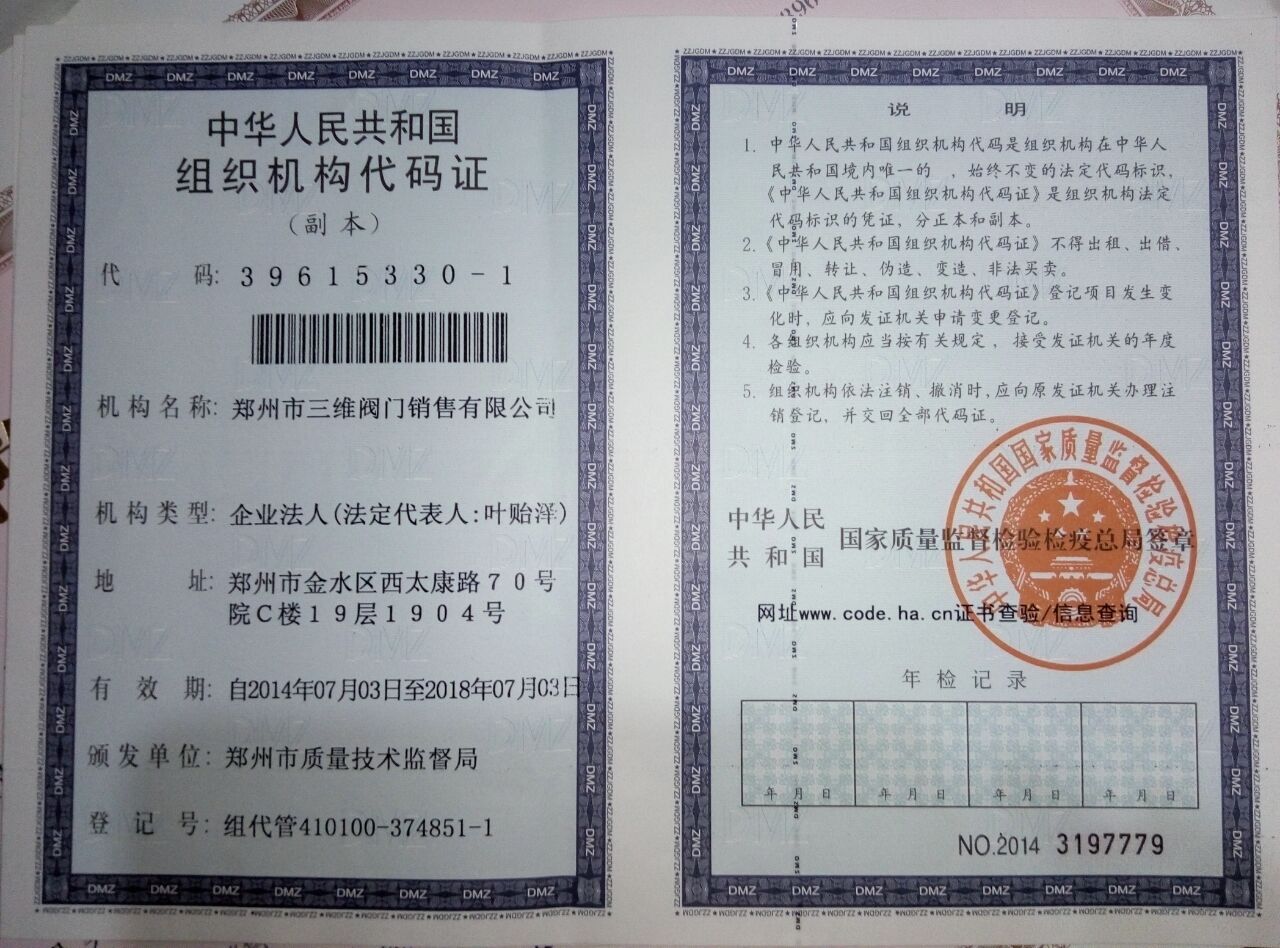 中华人民共和国
组织机构代码证
(副本)
代 码: 39615330-1
机构名称: 郑州市三维阀门销售有限公司
机构类型: 企业法人(法定代表人:叶贻泽)
地 址: 郑州市金水区西太康路70号
院C楼19层1904号
有 效 期: 自2014年07月03日至2018年07月03日
颁发单位: 郑州市质量技术监督局
登 记 号: 组代管410100-374851-1
说 明
1. 中华人民共和国组织机构代码是组织机构在中华人
民共和国境内唯一的 ,始终不变的法定代码标识,
《中华人民共和国组织机构代码证》是组织机构法定
代码标识的凭证,分正本和副本。
2.《中华人民共和国组织机构代码证》不得出租、出借、
冒用、转让、伪造、变造、非法买卖。
3.《中华人民共和国组织机构代码证》登记项目发生变
化时,应向发证机关申请变更登记。
4. 各组织机构应当按有关规定,接受发证机关的年度
检验。
5. 组织机构依法注销、撤消时,应向原发证机关办理注
销登记,并交回全部代码证。
中华人民
共和国
国家质量监督检验检疫总局签章
中华人民共和国国家质量监督检验检疫总局
网址www.code.ha.cn证书查验/信息查询
年检记录
年 月 日 年 月 日 年 月 日 年 月 日
NO.2014 3197779